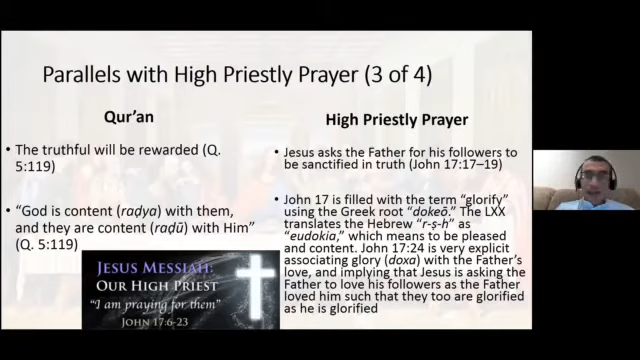 Parallels with High Priestly Prayer (3 of 4)
Qur’an
• The truthful will be rewarded (Q.
5:119)
• “God is content (raḍya) with them,
and they are content (raḍū) with Him”
(Q. 5:119)
JESUS MESSIAH:
OUR HIGH PRIEST
“I am praying for them”
JOHN 17:6-23
High Priestly Prayer
• Jesus asks the Father for his followers to
be sanctified in truth (John 17:17–19)
• John 17 is filled with the term “glorify”
using the Greek root “dokeō.” The LXX
translates the Hebrew “r-ṣ-h” as
“eudokia,” which means to be pleased
and content. John 17:24 is very explicit
associating glory (doxa) with the Father’s
love, and implying that Jesus is asking the
Father to love his followers as the Father
loved him such that they too are glorified
as he is glorified